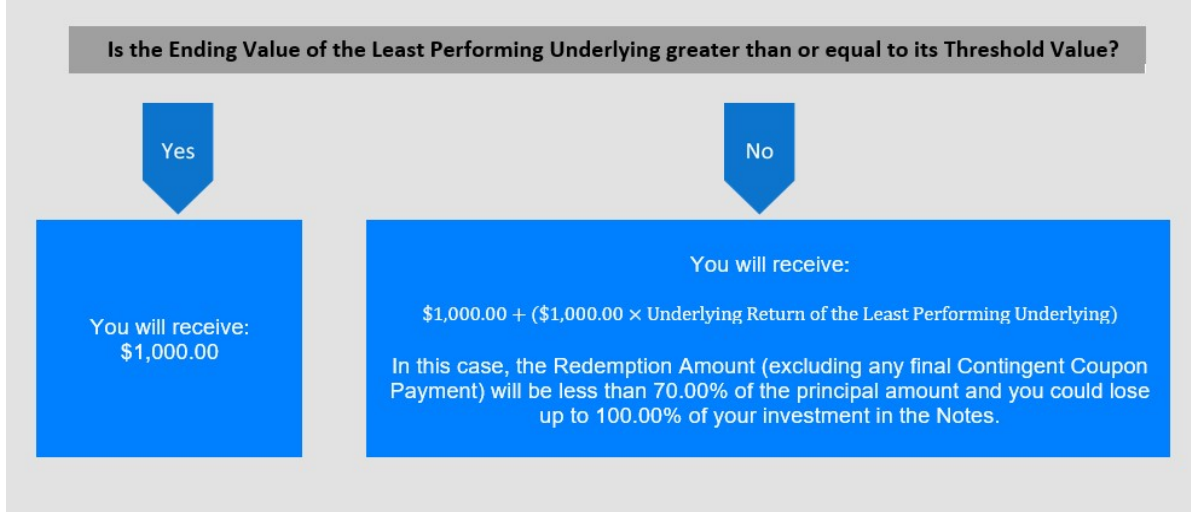 Is the Ending Value of the Least Performing Underlying greater than or equal to its Threshold Value?
Yes
No
You will receive:
$1,000.00
You will receive:
$1,000.00 + ($1,000.00 × Underlying Return of the Least Performing Underlying)
In this case, the Redemption Amount (excluding any final Contingent Coupon
Payment) will be less than 70.00% of the principal amount and you could lose
up to 100.00% of your investment in the Notes.